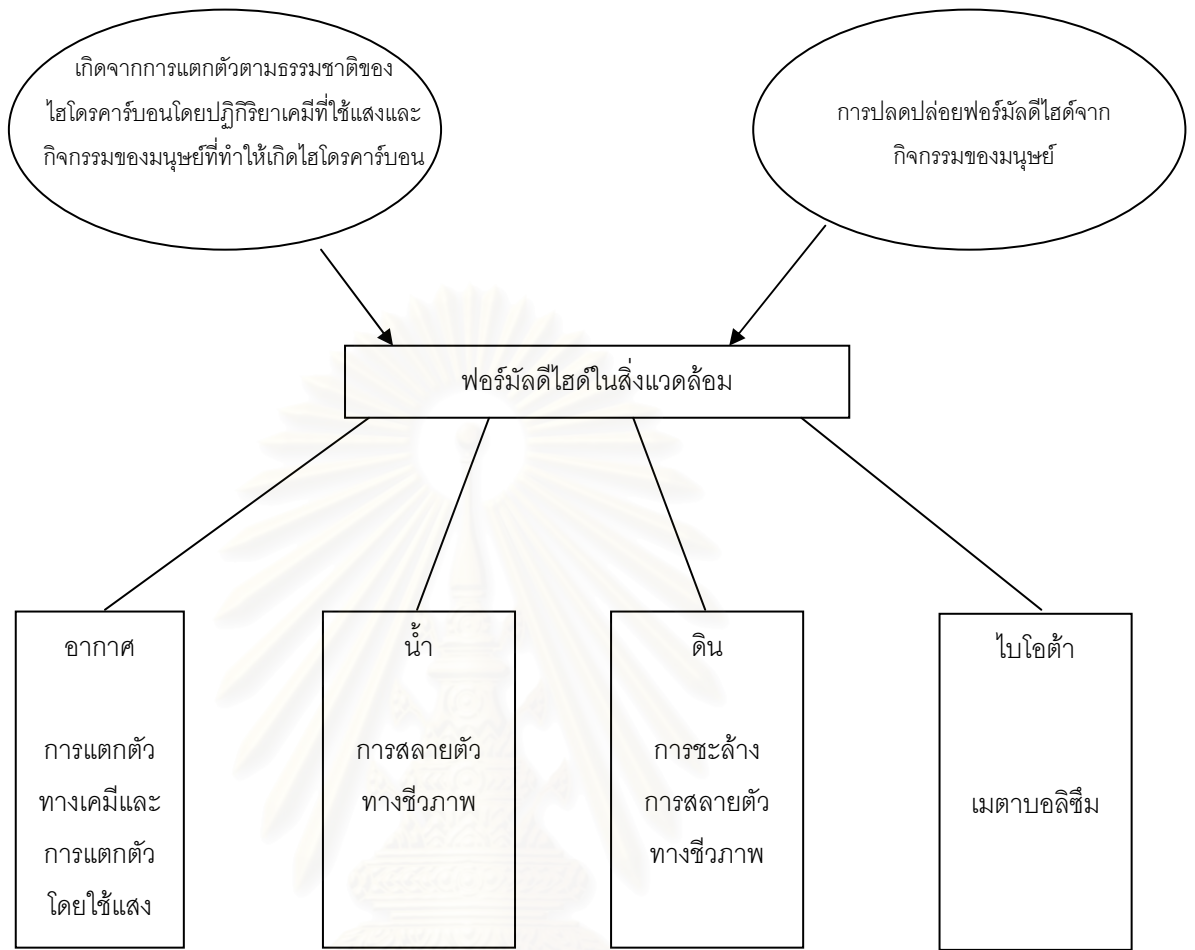 เกิดจากการแตกตัวตามธรรมชาติของ
ไฮโดรคาร์บอนโดยปฏิกิริยาเคมีที่ใช้แสงและ
กิจกรรมของมนุษย์ที่ทำให้เกิดไฮโดรคาร์บอน
การปลดปล่อยฟอร์มัลดีไฮด์จาก
กิจกรรมของมนุษย์
ฟอร์มัลดีไฮด์ในสิ่งแวดล้อม
อากาศ
การแตกตัว
ทางเคมีและ
การแตกตัว
โดยใช้แสง
น้ำ
การสลายตัว
ทางชีวภาพ
ดิน
การชะล้าง
การสลายตัว
ทางชีวภาพ
ไบโอต้า
เมตาบอลิซึม